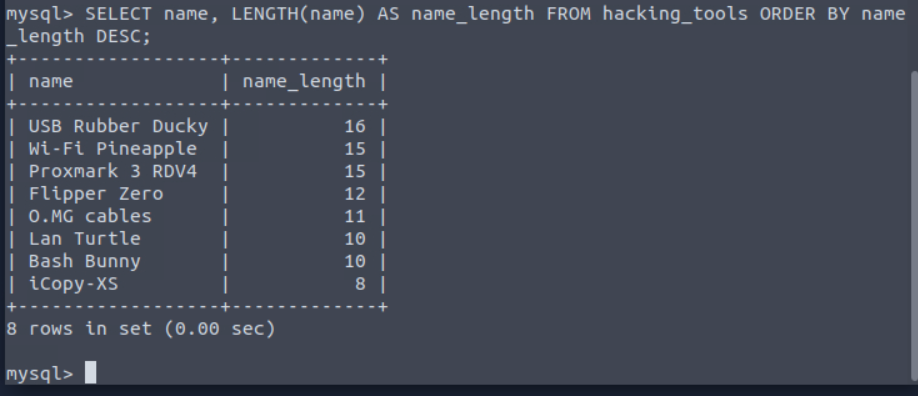 mysql> SELECT name, LENGTH(name) AS name_length FROM hacking_tools ORDER BY name
_length DESC;
+------------------+-------------+
| name             | name_length |
+------------------+-------------+
| USB Rubber Ducky |          16 |
| Wi-Fi Pineapple  |          15 |
| Proxmark 3 RDV4  |          15 |
| Flipper Zero     |          12 |
| O.MG cables      |          11 |
| Lan Turtle       |          10 |
| Bash Bunny       |          10 |
| iCopy-XS         |           8 |
+------------------+-------------+
8 rows in set (0.00 sec)
mysql>